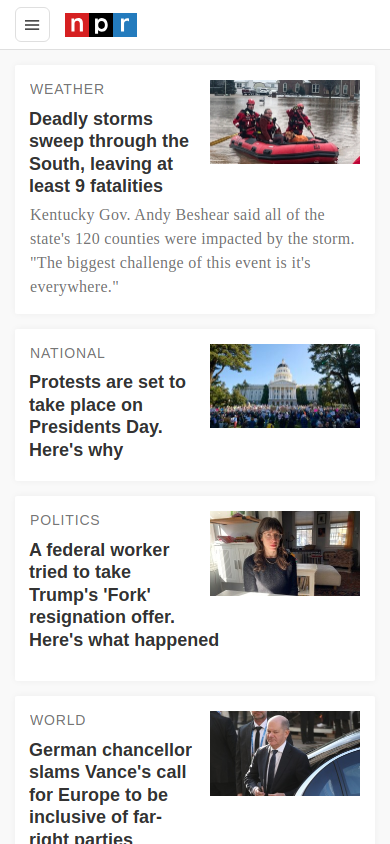 npr
WEATHER
Deadly storms
sweep through the
South, leaving at
least 9 fatalities
Kentucky Gov. Andy Beshear said all of the
state's 120 counties were impacted by the storm.
"The biggest challenge of this event is it's
everywhere."
NATIONAL
Protests are set to
take place on
Presidents Day.
Here's why
POLITICS
A federal worker
tried to take
Trump's 'Fork'
resignation offer.
Here's what happened
WORLD
German chancellor
slams Vance's call
for Europe to be
inclusive of far-
right parties